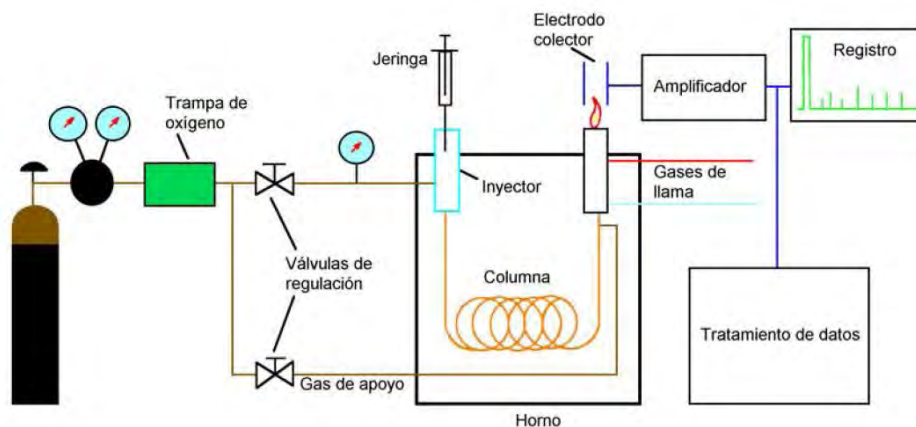 Electrodo
colector
Jeringa
Registro
Amplificador
Trampa de
oxígeno
Inyector
Gases de
llama
Válvulas de
regulación
Columna
Tratamiento de datos
Gas de apoyo
Horno